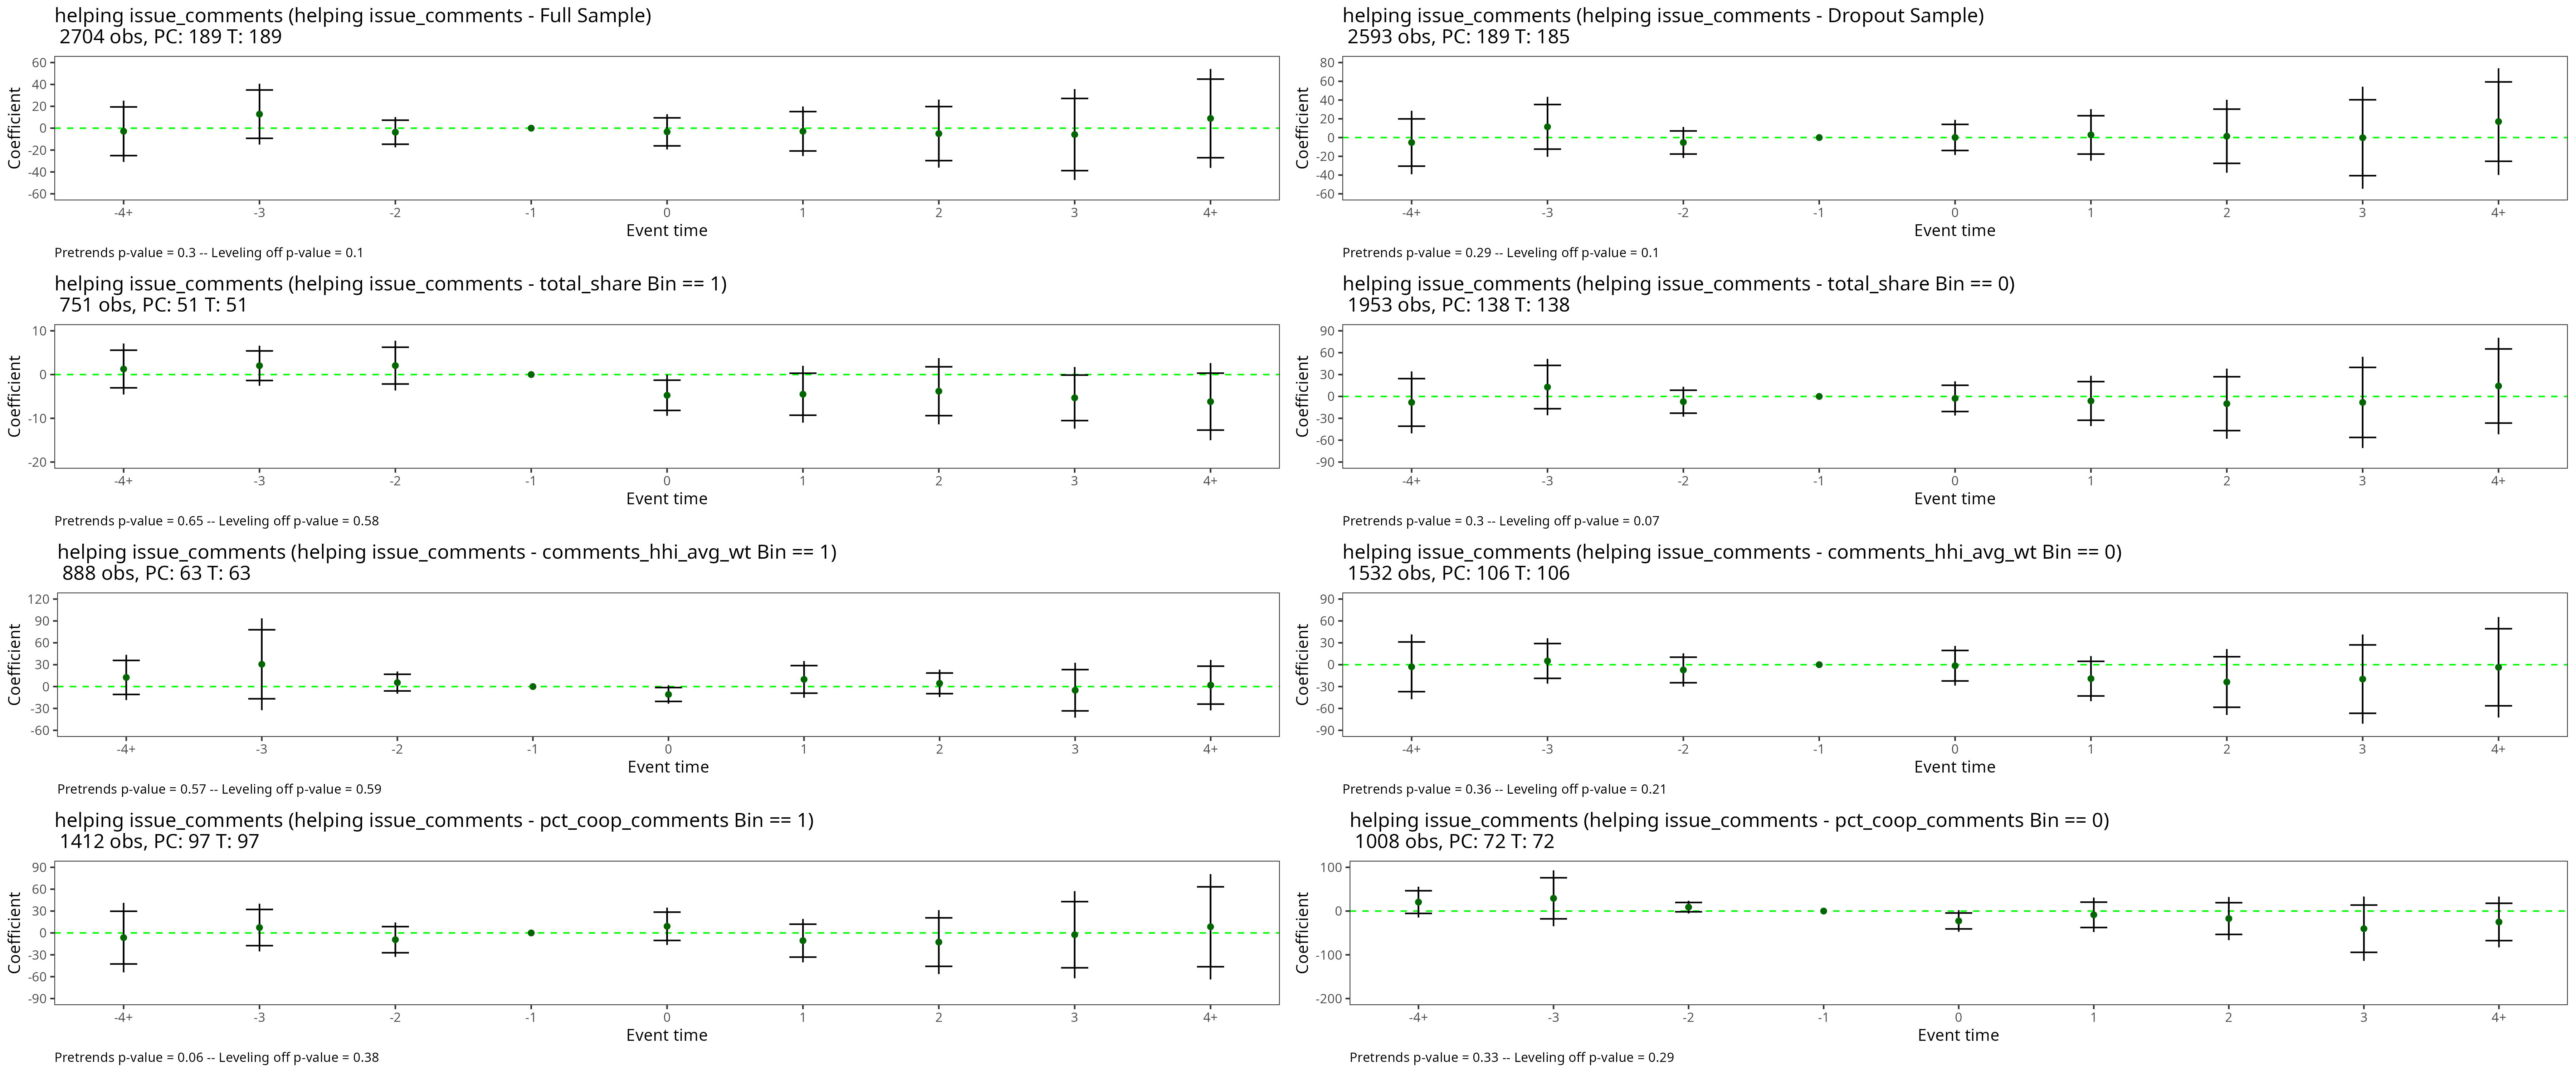 helping issue_comments (helping issue_comments - Full Sample)
2704 obs, PC: 189 T: 189
60
40
20
0
-20
-40
-60
Coefficient
-4+ -3 -2 -1 0 1 2 3 4+
Event time
Pretrends p-value = 0.3 -- Leveling off p-value = 0.1
helping issue_comments (helping issue_comments - Dropout Sample)
2593 obs, PC: 189 T: 185
80
60
40
20
0
-20
-40
-60
Coefficient
-4+ -3 -2 -1 0 1 2 3 4+
Event time
Pretrends p-value = 0.29 -- Leveling off p-value = 0.1
helping issue_comments (helping issue_comments - total_share Bin == 1)
751 obs, PC: 51 T: 51
10
0
-10
-20
Coefficient
-4+ -3 -2 -1 0 1 2 3 4+
Event time
Pretrends p-value = 0.65 -- Leveling off p-value = 0.58
helping issue_comments (helping issue_comments - total_share Bin == 0)
1953 obs, PC: 138 T: 138
90
60
30
0
-30
-60
-90
Coefficient
-4+ -3 -2 -1 0 1 2 3 4+
Event time
Pretrends p-value = 0.3 -- Leveling off p-value = 0.07
helping issue_comments (helping issue_comments - comments_hhi_avg_wt Bin == 1)
888 obs, PC: 63 T: 63
120
90
60
30
0
-30
-60
Coefficient
-4+ -3 -2 -1 0 1 2 3 4+
Event time
Pretrends p-value = 0.57 -- Leveling off p-value = 0.59
helping issue_comments (helping issue_comments - comments_hhi_avg_wt Bin == 0)
1532 obs, PC: 106 T: 106
90
60
30
0
-30
-60
-90
Coefficient
-4+ -3 -2 -1 0 1 2 3 4+
Event time
Pretrends p-value = 0.36 -- Leveling off p-value = 0.21
helping issue_comments (helping issue_comments - pct_coop_comments Bin == 1)
1412 obs, PC: 97 T: 97
90
60
30
0
-30
-60
-90
Coefficient
-4+ -3 -2 -1 0 1 2 3 4+
Event time
Pretrends p-value = 0.06 -- Leveling off p-value = 0.38
helping issue_comments (helping issue_comments - pct_coop_comments Bin == 0)
1008 obs, PC: 72 T: 72
100
0
-100
-200
Coefficient
-4+ -3 -2 -1 0 1 2 3 4+
Event time
Pretrends p-value = 0.33 -- Leveling off p-value = 0.29